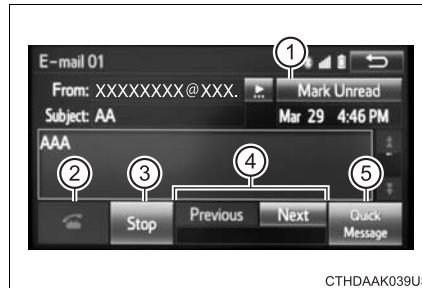 1
E-mail 01
From: XXXXXXXX@XXX. Mark Unread
Subject: AA Mar 29 4:46 PM
AAA
2 3 4 5
Stop Previous Next Quick Message
CTHDAAK039US